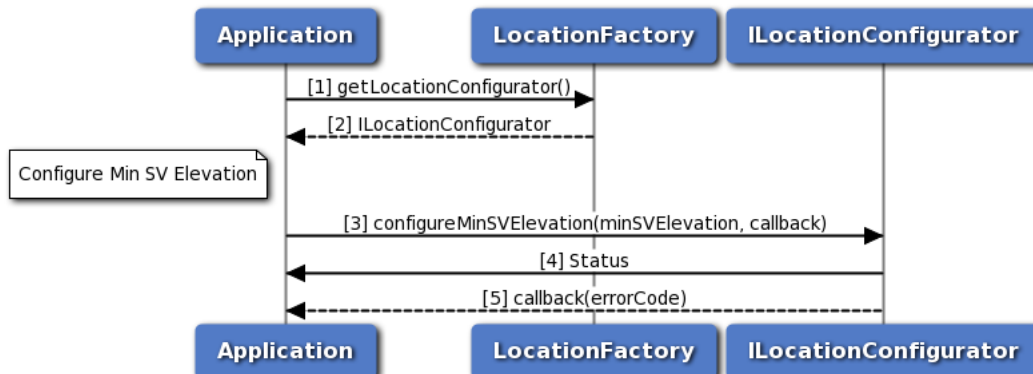 Application
LocationFactory
ILocationConfigurator
[1] getLocationConfigurator()
[2] ILocationConfigurator
Configure Min SV Elevation
[3] configureMinSVElevation(minSVElevation, callback)
[4] Status
[5] callback(errorCode)
Application
LocationFactory
ILocationConfigurator